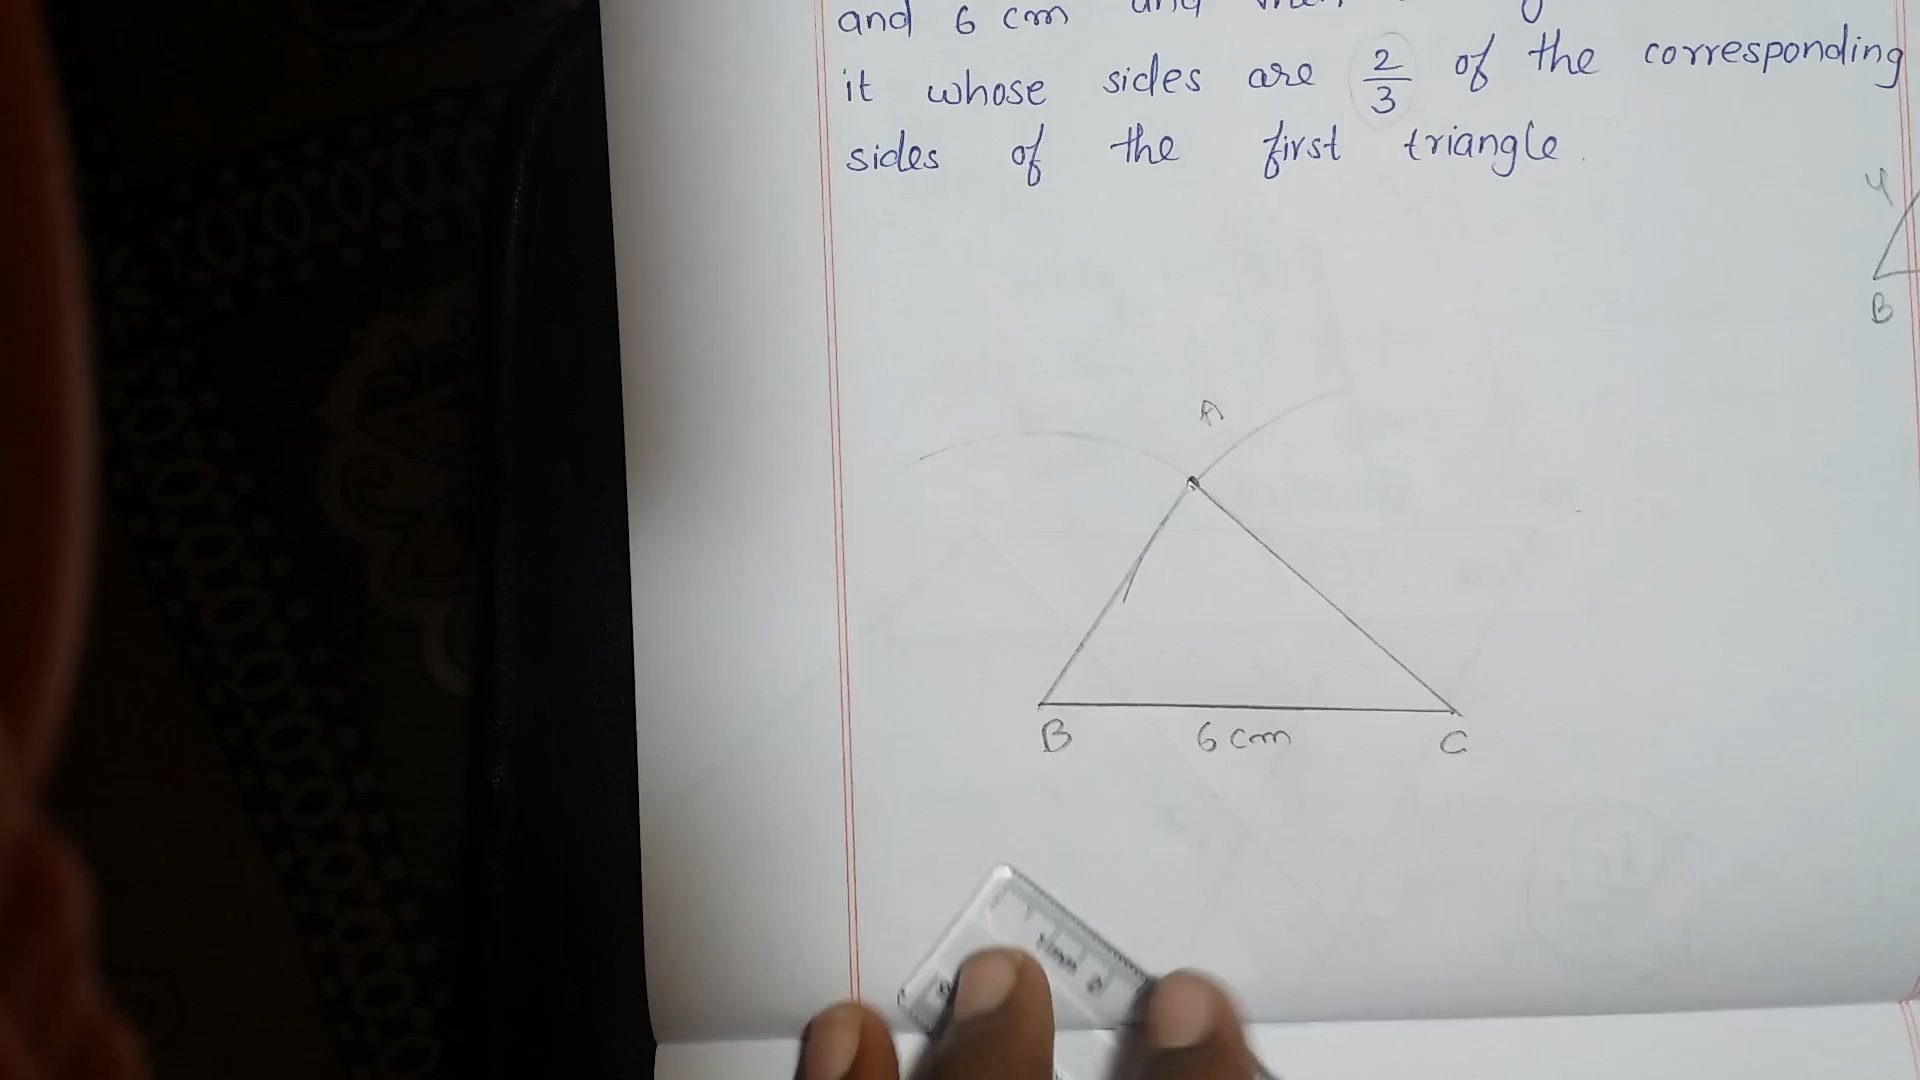 and 6 cm and
it whose sides are 2/3 of the corresponding
sides of the first triangle.
4
B
A
B 6 cm C